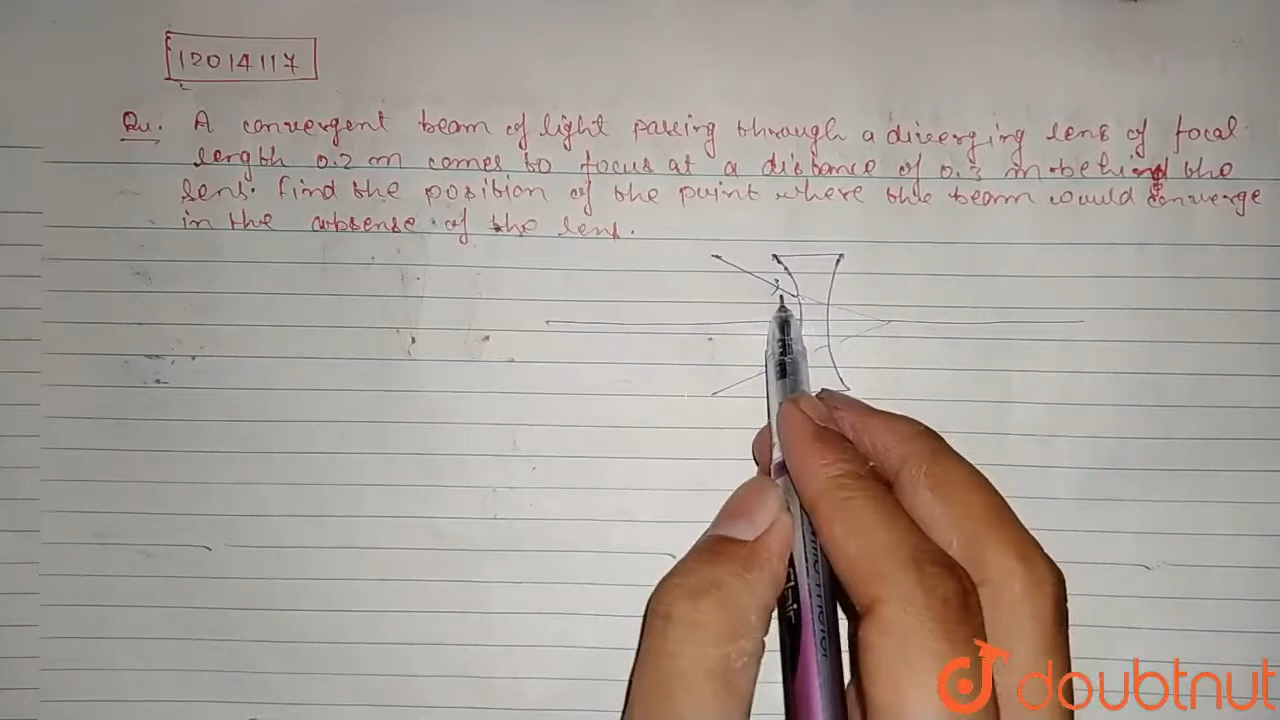 12014117
Qu. A convergent beam of light passing through a diverging lens of focal
length 0.2 m comes to focus at a distance of 0.3 m behind the
lens. find the position of the point where the beam would converge
in the absense of the lens.
doubtnut